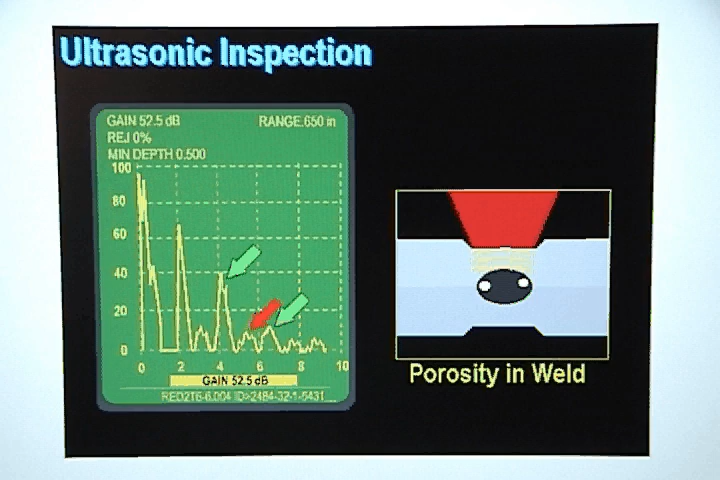 Ultrasonic Inspection
GAIN 52.5 dB RANGE.650 in
REJ 0%
MIN DEPTH 0.500
100
80
60
40
20
0
0 2 4 6 8 10
GAIN 52.5 dB
Porosity in Weld